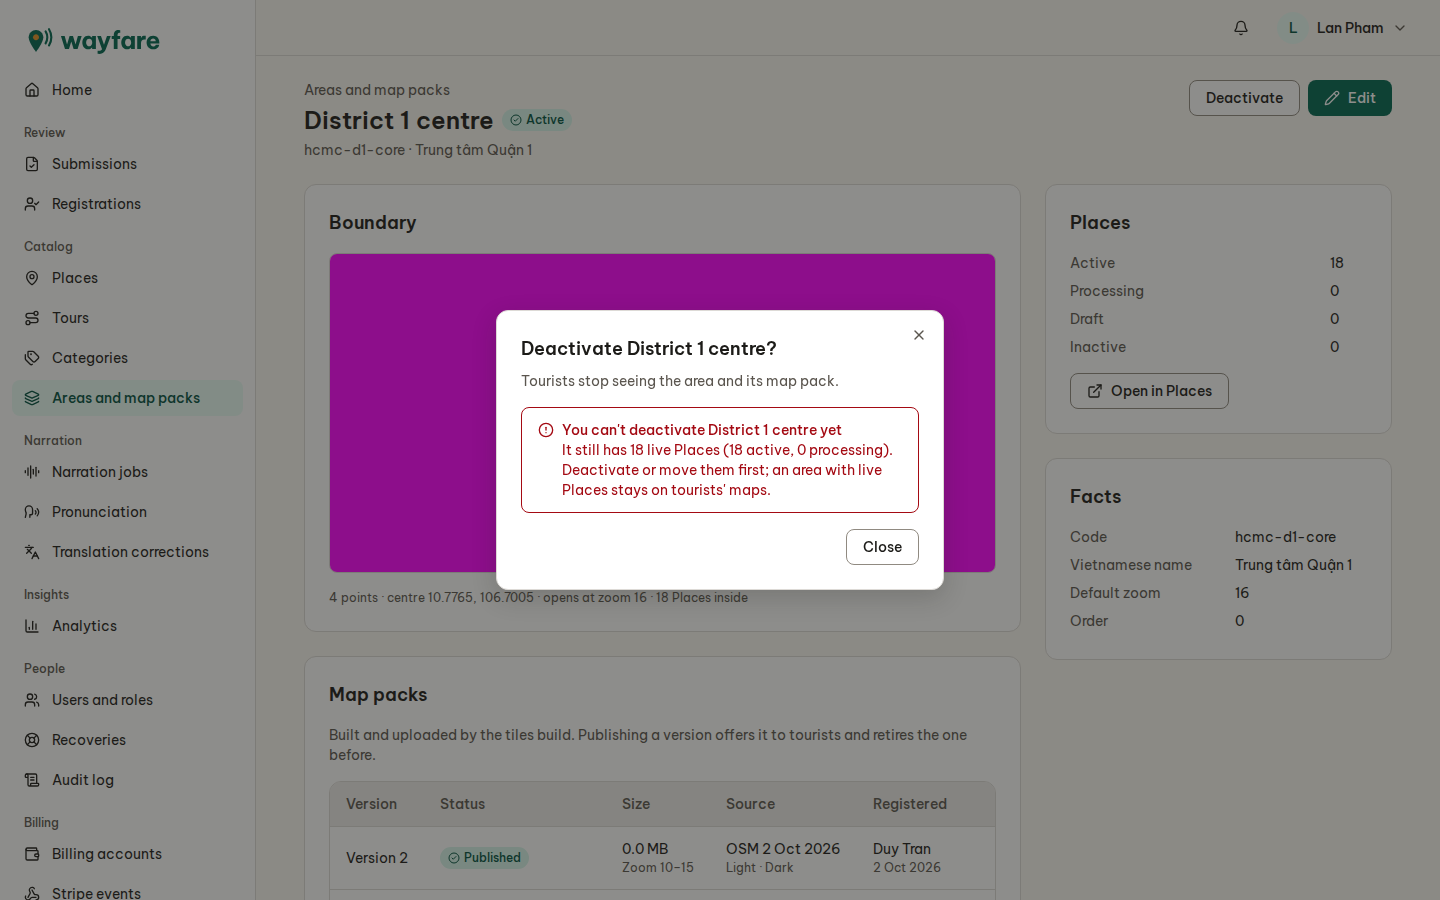 wayfare
Home
Review
Submissions
Registrations
Catalog
Places
Tours
Categories
Areas and map packs
Narration
Narration jobs
Pronunciation
Translation corrections
Insights
Analytics
People
Users and roles
Recoveries
Audit log
Billing
Billing accounts
Stripe events
L Lan Pham
Areas and map packs
District 1 centre Active
hcmc-d1-core · Trung tâm Quận 1
Deactivate Edit
Boundary
4 points · centre 10.7765, 106.7005 · opens at zoom 16 · 18 Places inside
Deactivate District 1 centre?
Tourists stop seeing the area and its map pack.
You can't deactivate District 1 centre yet
It still has 18 live Places (18 active, 0 processing).
Deactivate or move them first; an area with live
Places stays on tourists' maps.
Close
Map packs
Built and uploaded by the tiles build. Publishing a version offers it to tourists and retires the one
before.
Version Status Size Source Registered
Version 2 Published 0.0 MB OSM 2 Oct 2026 Duy Tran
Zoom 10–15 Light · Dark 2 Oct 2026
Places
Active 18
Processing 0
Draft 0
Inactive 0
Open in Places
Facts
Code hcmc-d1-core
Vietnamese name Trung tâm Quận 1
Default zoom 16
Order 0